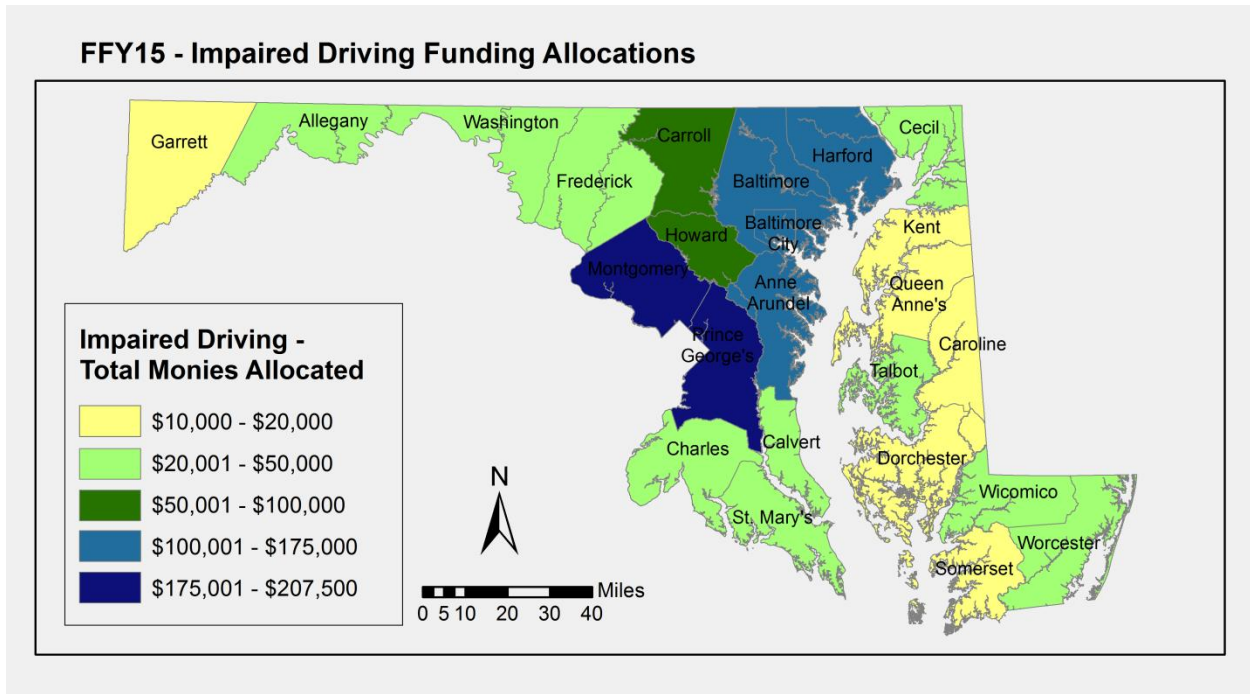 FFY15 - Impaired Driving Funding Allocations
Garrett
Allegany
Washington
Frederick
Carroll
Baltimore
Harford
Cecil
Howard
Baltimore
City
Kent
Montgomery
Anne
Arundel
Queen
Anne's
Prince
George's
Caroline
Talbot
Charles
Calvert
Dorchester
St. Mary's
Wicomico
Worcester
Somerset
Impaired Driving -
Total Monies Allocated
$10,000 - $20,000
$20,001 - $50,000
$50,001 - $100,000
$100,001 - $175,000
$175,001 - $207,500
N
Miles
0 5 10 20 30 40